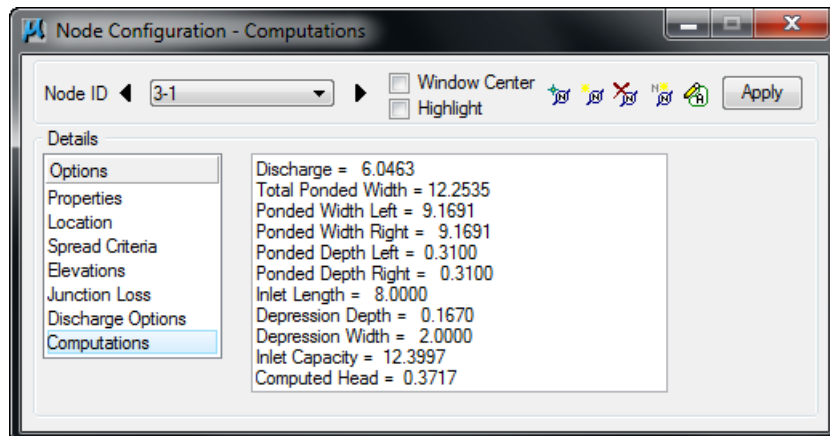 Node Configuration - Computations
Node ID 3-1 Window Center Apply
Highlight
Details
Options
Properties
Location
Spread Criteria
Elevations
Junction Loss
Discharge Options
Computations
Discharge = 6.0463
Total Ponded Width = 12.2535
Ponded Width Left = 9.1691
Ponded Width Right = 9.1691
Ponded Depth Left = 0.3100
Ponded Depth Right = 0.3100
Inlet Length = 8.0000
Depression Depth = 0.1670
Depression Width = 2.0000
Inlet Capacity = 12.3997
Computed Head = 0.3717